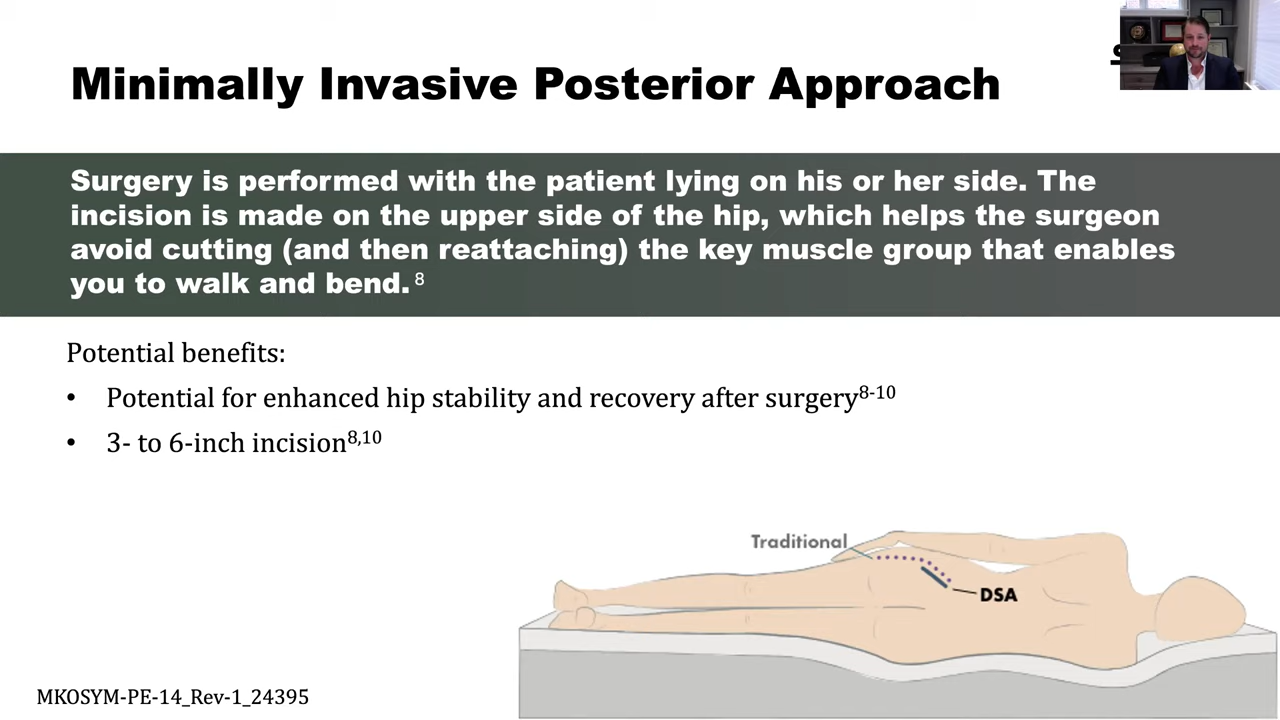 Minimally Invasive Posterior Approach
Surgery is performed with the patient lying on his or her side. The
incision is made on the upper side of the hip, which helps the surgeon
avoid cutting (and then reattaching) the key muscle group that enables
you to walk and bend. 8
Potential benefits:
• Potential for enhanced hip stability and recovery after surgery8-10
• 3- to 6-inch incision8,10
Traditional
DSA
MKOSYM-PE-14_Rev-1_24395